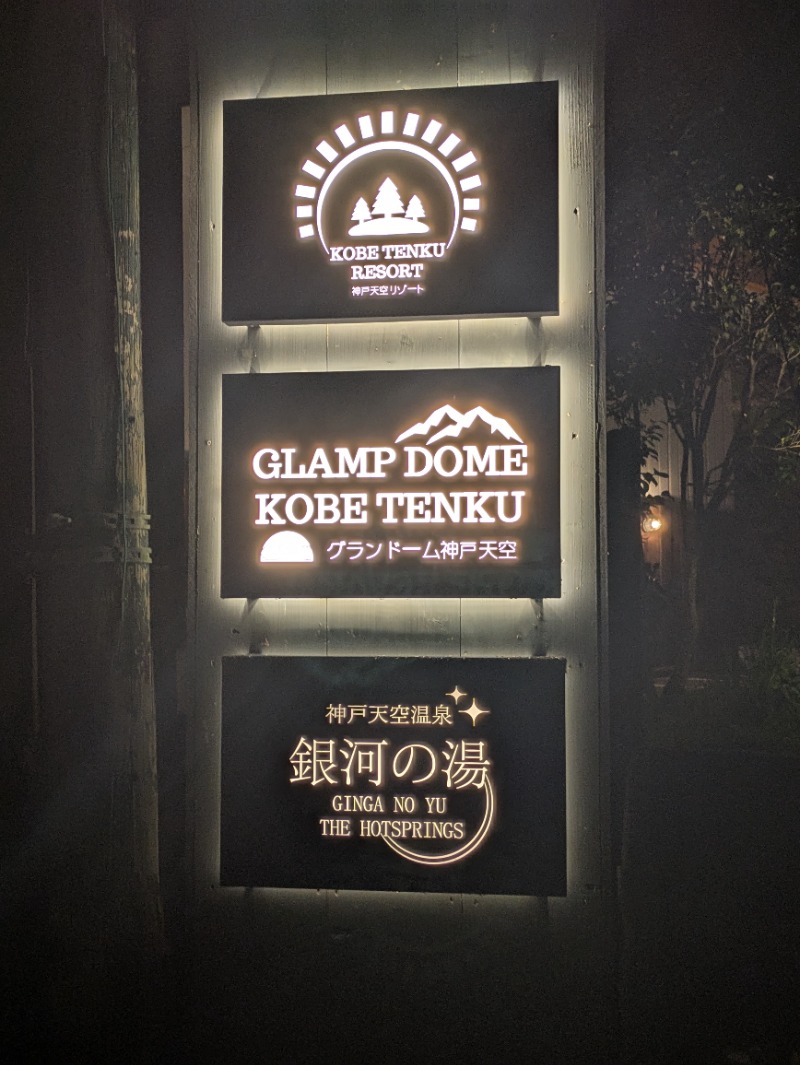 KOBE TENKU
RESORT
神戸天空リゾート
GLAMP DOME
KOBE TENKU
グランドーム神戸天空
神戸天空温泉
銀河の湯
GINGA NO YU
THE HOTSPRINGS